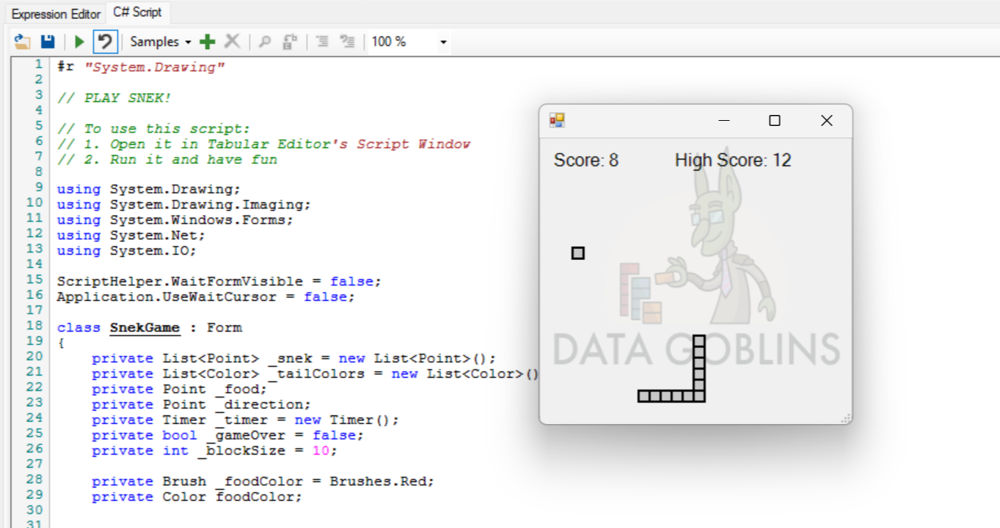 Expression Editor C# Script
Samples 100 %
1 #r "System.Drawing"
2
3 // PLAY SNEK!
4
5 // To use this script:
6 // 1. Open it in Tabular Editor's Script Window
7 // 2. Run it and have fun
8
9 using System.Drawing;
10 using System.Drawing.Imaging;
11 using System.Windows.Forms;
12 using System.Net;
13 using System.IO;
14
15 ScriptHelper.WaitFormVisible = false;
16 Application.UseWaitCursor = false;
17
18 class SnekGame : Form
19 {
20 private List<Point> _snek = new List<Point>();
21 private List<Color> _tailColors = new List<Color>()
22 private Point _food;
23 private Point _direction;
24 private Timer _timer = new Timer();
25 private bool _gameOver = false;
26 private int _blockSize = 10;
27
28 private Brush _foodColor = Brushes.Red;
29 private Color foodColor;
30
31
Score: 8 High Score: 12
DATA GOBLINS